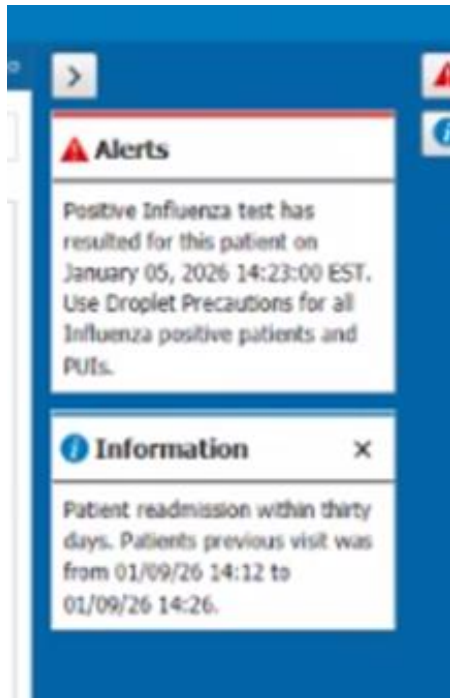 Alerts
Positive Influenza test has
resulted for this patient on
January 05, 2026 14:23:00 EST.
Use Droplet Precautions for all
Influenza positive patients and
PUIs.
Information
Patient readmission within thirty
days. Patients previous visit was
from 01/09/26 14:12 to
01/09/26 14:26.